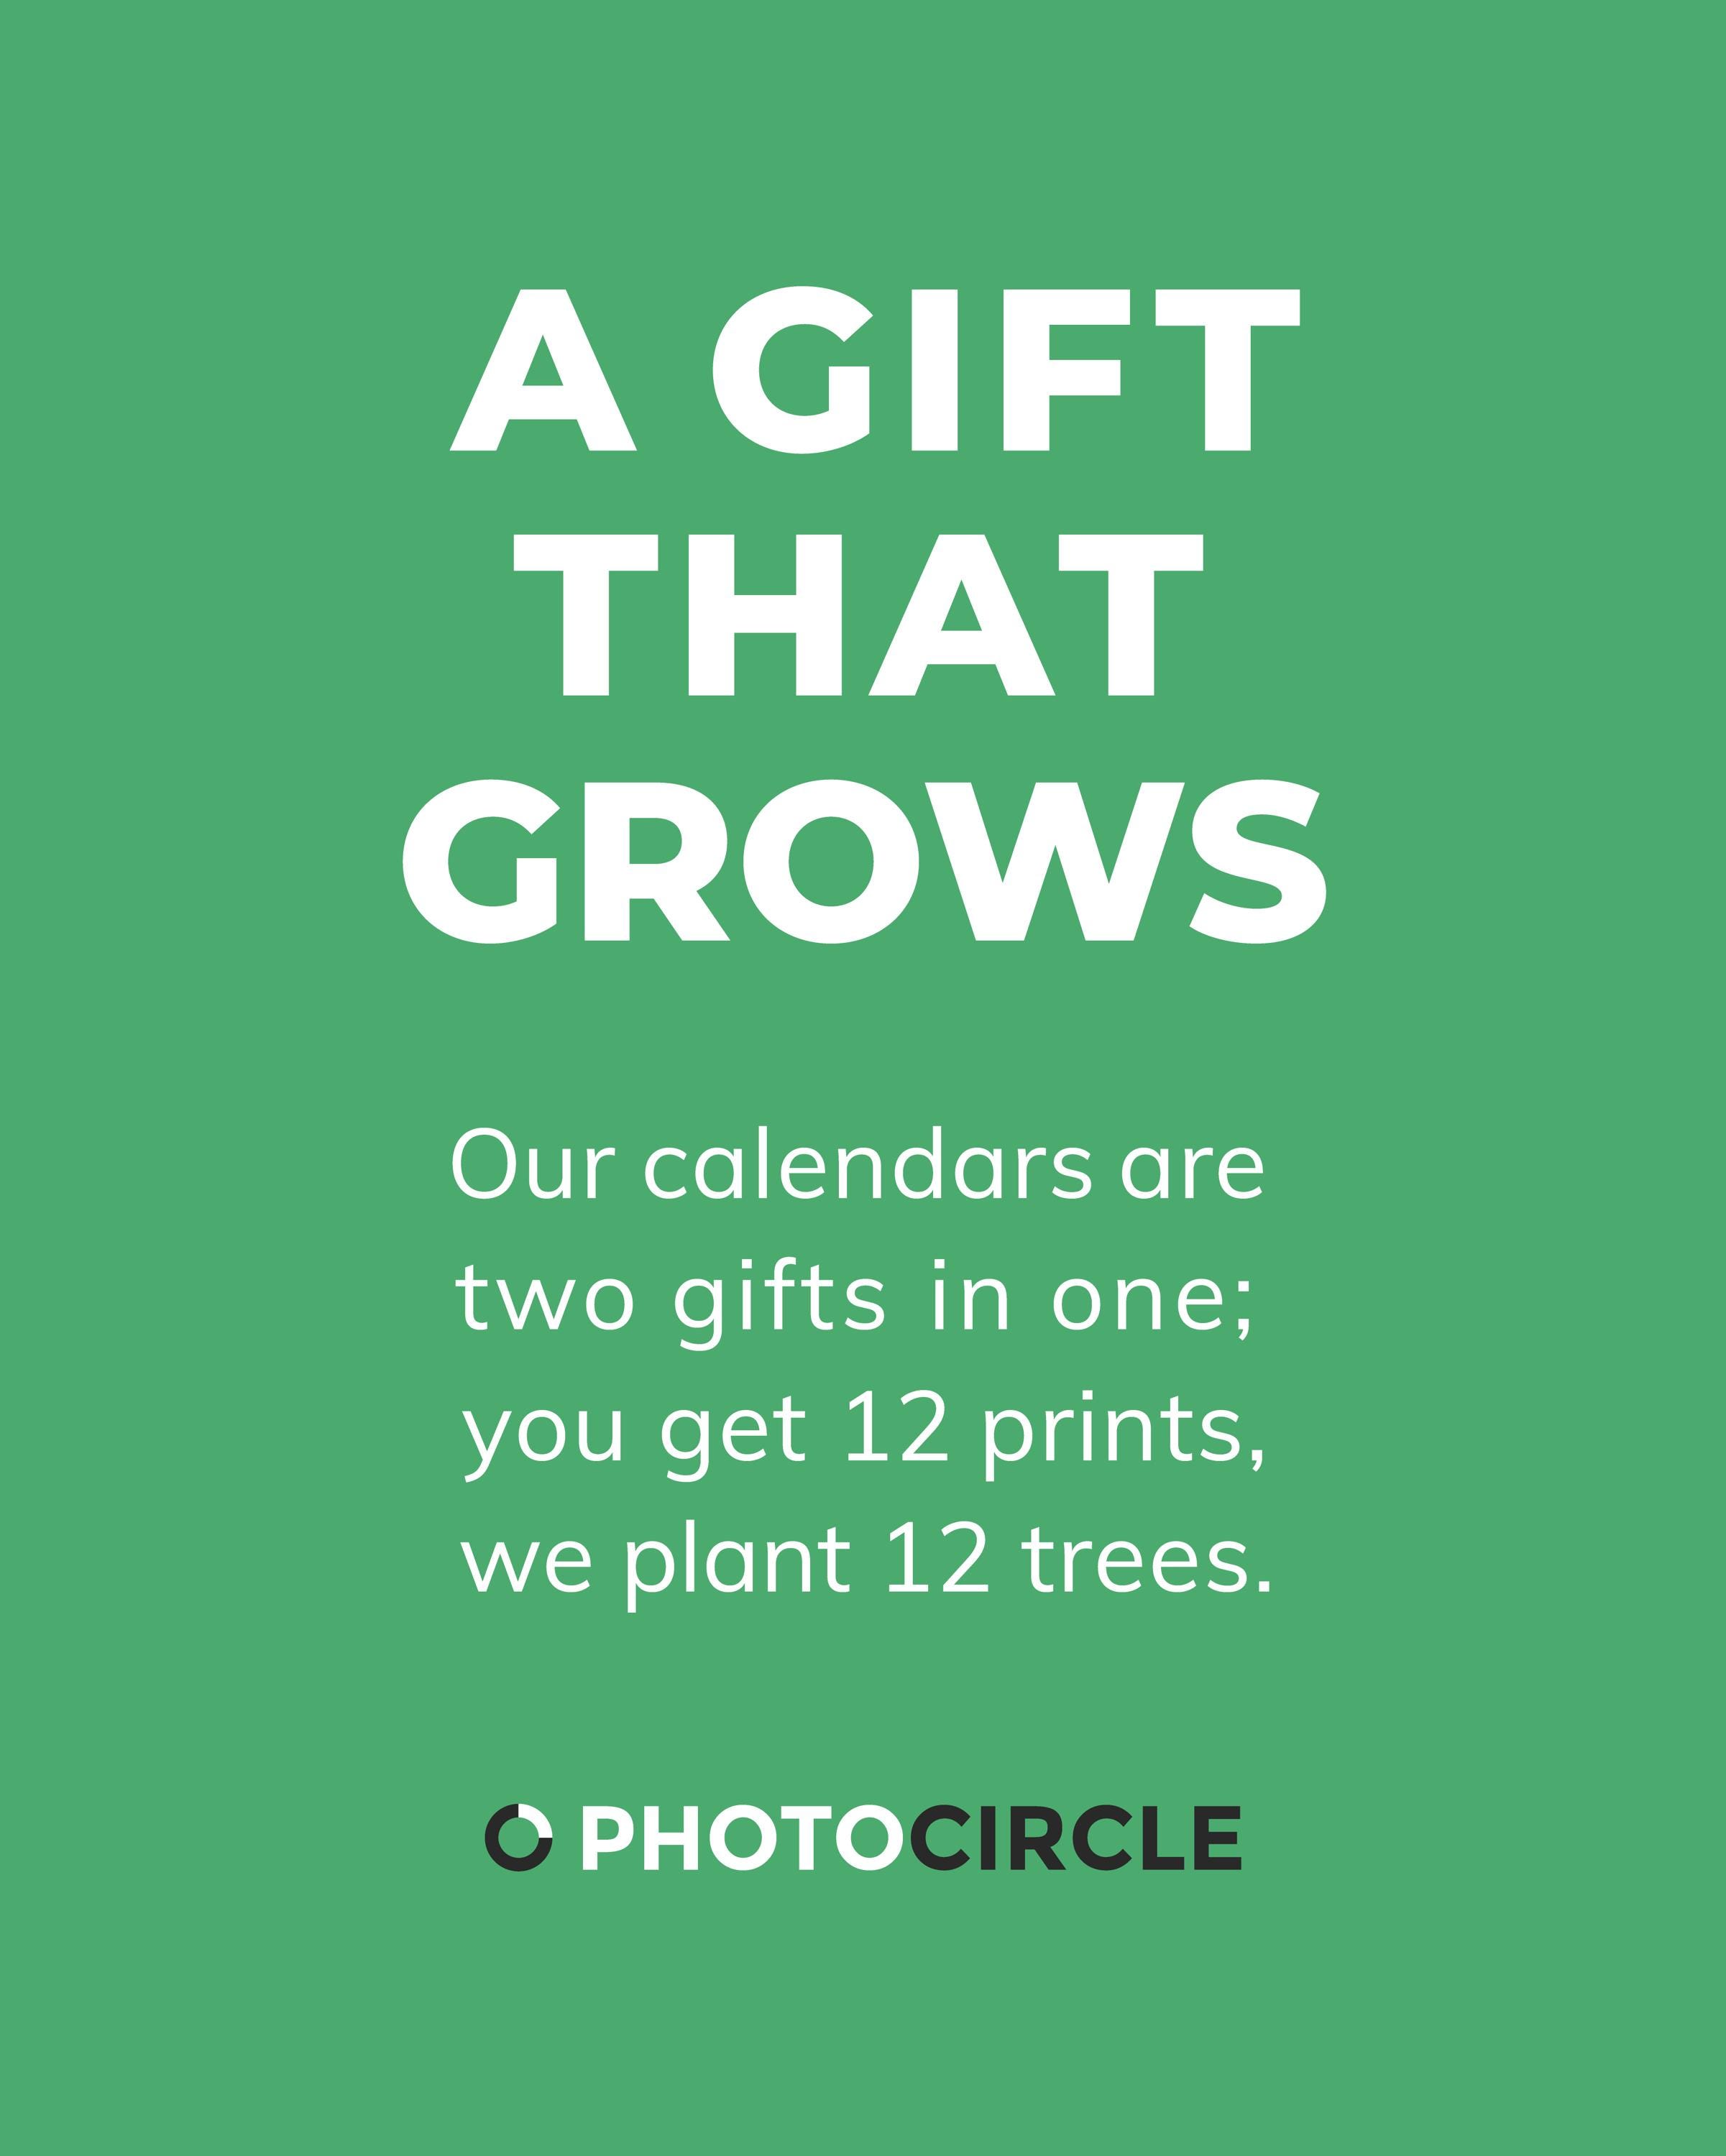 A GIFT
THAT
GROWS
Our calendars are
two gifts in one;
you get 12 prints,
we plant 12 trees.
PHOTOCIRCLE